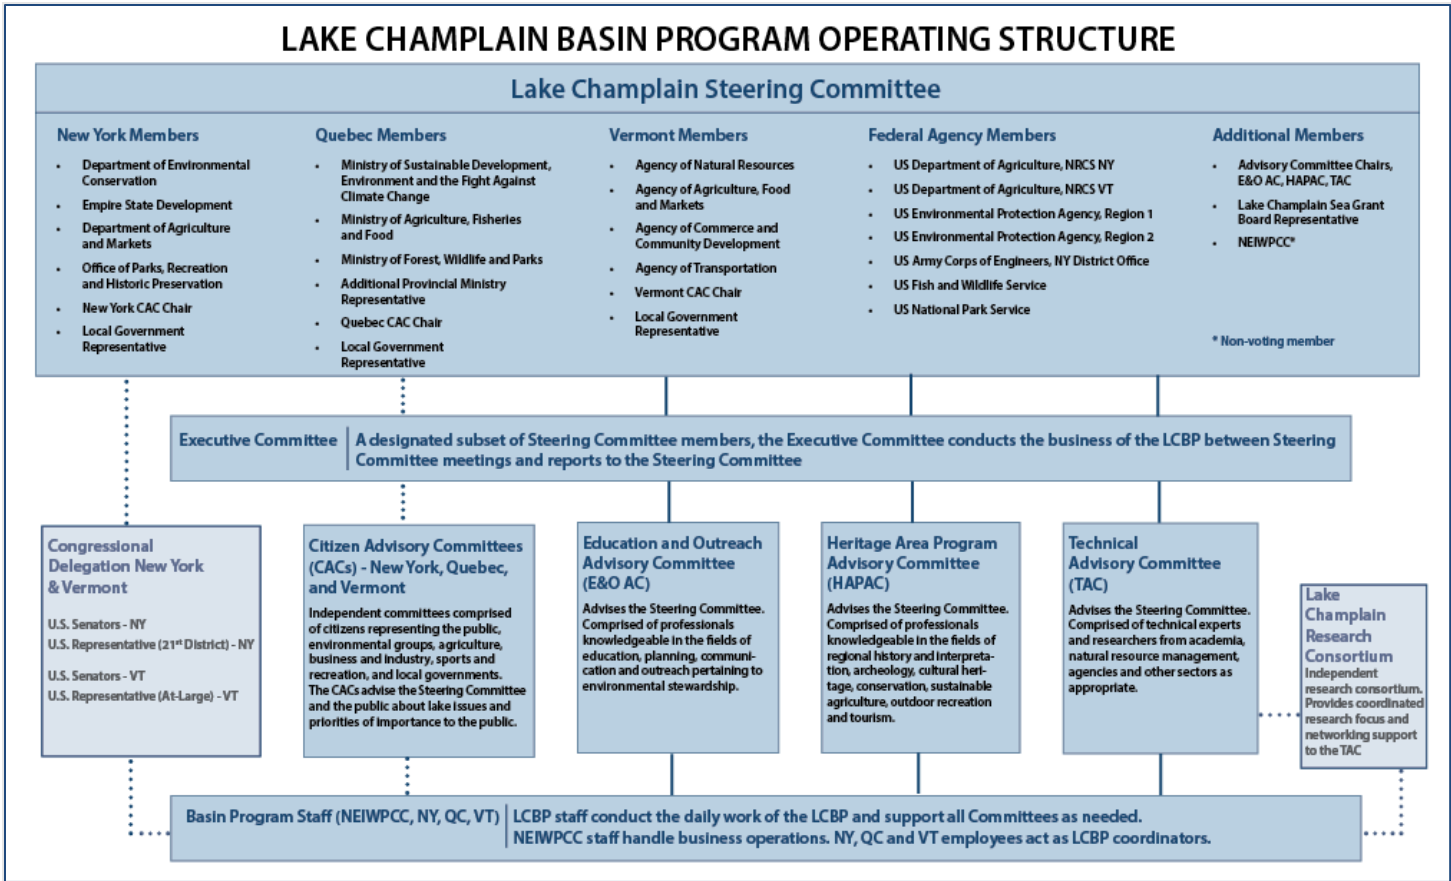 LAKE CHAMPLAIN BASIN PROGRAM OPERATING STRUCTURE
Lake Champlain Steering Committee
New York Members
• Department of Environmental
Conservation
• Empire State Development
• Department of Agriculture
and Markets
• Office of Parks, Recreation
and Historic Preservation
• New York CAC Chair
• Local Government
Representative
Quebec Members
• Ministry of Sustainable Development,
Environment and the Fight Against
Climate Change
• Ministry of Agriculture, Fisheries
and Food
• Ministry of Forest, Wildlife and Parks
• Additional Provincial Ministry
Representative
• Quebec CAC Chair
• Local Government
Representative
Vermont Members
• Agency of Natural Resources
• Agency of Agriculture, Food
and Markets
• Agency of Commerce and
Community Development
• Agency of Transportation
• Vermont CAC Chair
• Local Government
Representative
Federal Agency Members
• US Department of Agriculture, NRCS NY
• US Department of Agriculture, NRCS VT
• US Environmental Protection Agency, Region 1
• US Environmental Protection Agency, Region 2
• US Army Corps of Engineers, NY District Office
• US Fish and Wildlife Service
• US National Park Service
Additional Members
• Advisory Committee Chairs,
E&O AC, HAPAC, TAC
• Lake Champlain Sea Grant
Board Representative
• NEIWPCC*
* Non-voting member
Executive Committee
A designated subset of Steering Committee members, the Executive Committee conducts the business of the LCBP between Steering
Committee meetings and reports to the Steering Committee
Congressional
Delegation New York
& Vermont
U.S. Senators - NY
U.S. Representative (21st District) - NY
U.S. Senators - VT
U.S. Representative (At-Large) - VT
Citizen Advisory Committees
(CACs) - New York, Quebec,
and Vermont
Independent committees comprised
of citizens representing the public,
environmental groups, agriculture,
business and industry, sports and
recreation, and local governments.
The CACs advise the Steering Committee
and the public about lake issues and
priorities of importance to the public.
Education and Outreach
Advisory Committee
(E&O AC)
Advises the Steering Committee.
Comprised of professionals
knowledgeable in the fields of
education, planning, communi-
cation and outreach pertaining to
environmental stewardship.
Heritage Area Program
Advisory Committee
(HAPAC)
Advises the Steering Committee.
Comprised of professionals
knowledgeable in the fields of
regional history and interpreta-
tion, archeology, cultural heri-
tage, conservation, sustainable
agriculture, outdoor recreation
and tourism.
Technical
Advisory Committee
(TAC)
Advises the Steering Committee.
Comprised of technical experts
and researchers from academia,
natural resource management,
agencies and other sectors as
appropriate.
Lake
Champlain
Research
Consortium
Independent
research consortium.
Provides coordinated
research focus and
networking support
to the TAC
Basin Program Staff (NEIWPCC, NY, QC, VT)
LCBP staff conduct the daily work of the LCBP and support all Committees as needed.
NEIWPCC staff handle business operations. NY, QC and VT employees act as LCBP coordinators.